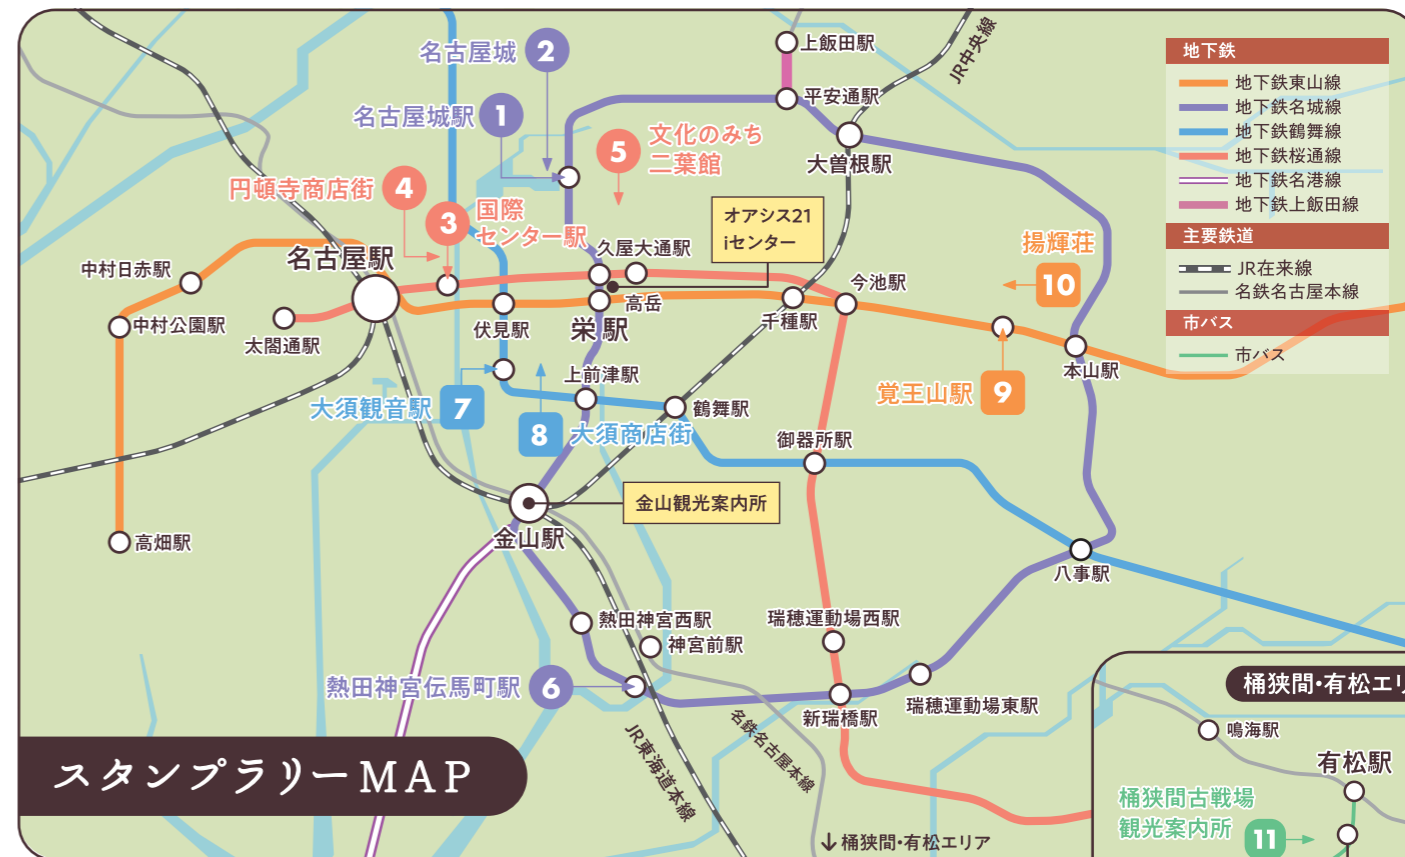 名古屋城
2
名古屋城駅
1
5
文化のみち
二葉館
円頓寺商店街
4
3
国際
センター駅
上飯田駅
平安通駅
大曽根駅
JR中央線
地下鉄
地下鉄東山線
地下鉄名城線
地下鉄鶴舞線
地下鉄桜通線
地下鉄名港線
地下鉄上飯田線
主要鉄道
JR在来線
名鉄名古屋本線
市バス
市バス
オアシス21
iセンター
名古屋駅
中村日赤駅
中村公園駅
太閤通駅
久屋大通駅
高岳
伏見駅
栄駅
千種駅
今池駅
揚輝荘
10
覚王山駅
9
本山駅
上前津駅
大須観音駅
7
8
大須商店街
鶴舞駅
御器所駅
金山観光案内所
金山駅
高畑駅
八事駅
熱田神宮西駅
神宮前駅
熱田神宮伝馬町駅
6
瑞穂運動場西駅
新瑞橋駅
瑞穂運動場東駅
JR東海道本線
名鉄名古屋本線
スタンプラリーMAP
↓桶狭間・有松エリア
桶狭間・有松エリ
鳴海駅
有松駅
桶狭間古戦場
観光案内所
11